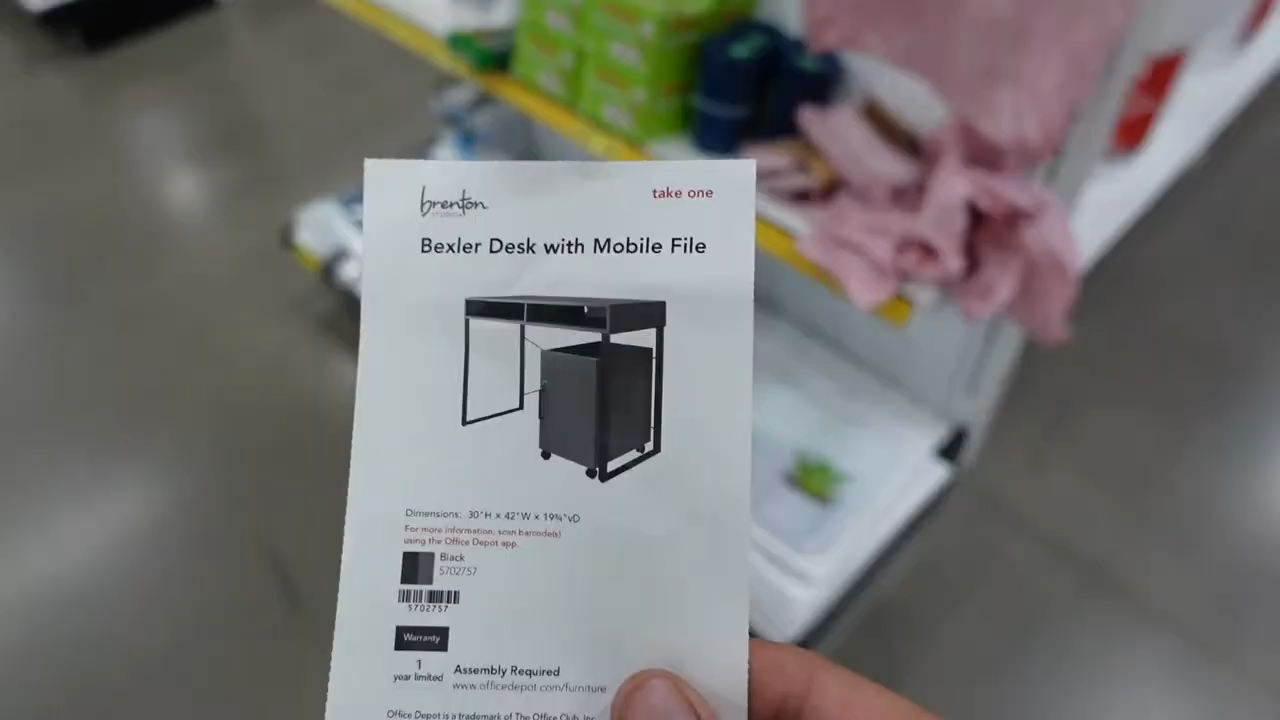 brenton
STUDIO
take one
Bexler Desk with Mobile File
Dimensions: 30"H x 42"W x 19¾"vD
For more information, scan barcode(s)
using the Office Depot app.
Black
5702757
5702757
Warranty
1
year limited
Assembly Required
www.officedepot.com/furniture
Office Depot is a trademark of The Office Club, Inc.